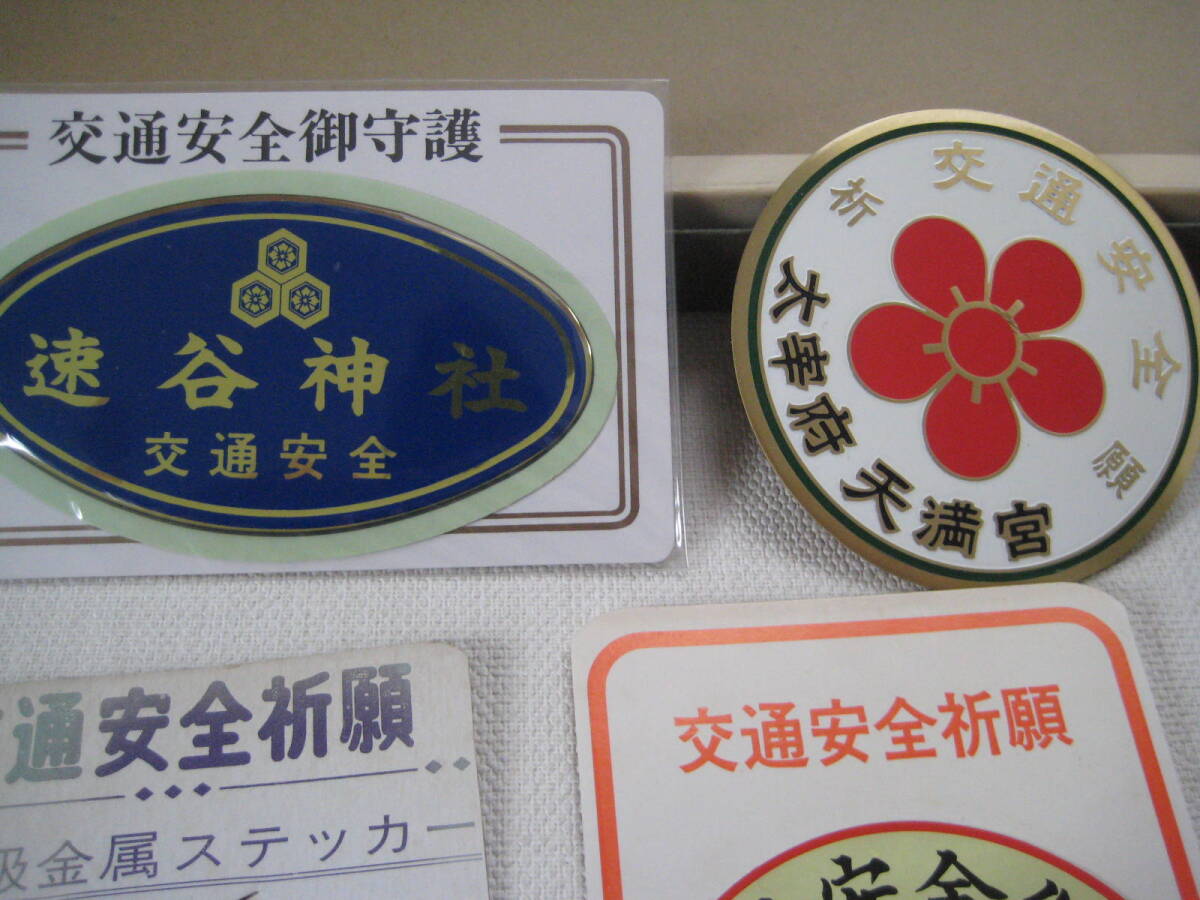 交通安全御守護
速谷神社
交通安全
祈交通安全願
太宰府天満宮
通安全祈願
金属ステッカー
交通安全祈願
安全